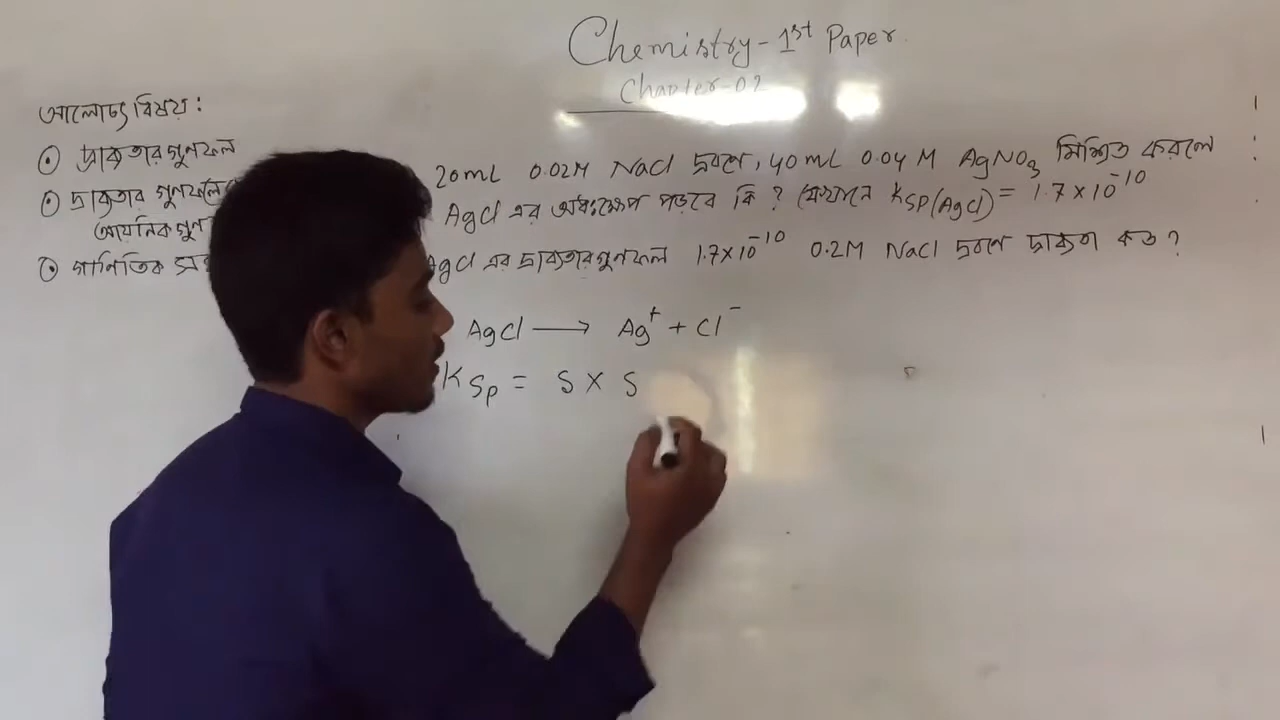 Chemistry - 1st Paper
Chapter-02
আলোচ্য বিষয় :
⊙ দ্রাব্যতার গুণফল
⊙ দ্রাব্যতার গুণফল
আয়নিক গুণ
⊙ গাণিতিক
20mL 0.02M NaCl দ্রবণে, 40mL 0.04 M AgNO₃ মিশ্রিত করলে
AgCl এর অধঃক্ষেপ পড়বে কি ? (যেখানে Ksp(AgCl) = 1.7×10⁻¹⁰
AgCl এর দ্রাব্যতার গুণফল 1.7×10⁻¹⁰ 0.2M NaCl দ্রবণে দ্রাব্যতা কত ?
AgCl ⟶ Ag⁺ + Cl⁻
Ksp = S × S